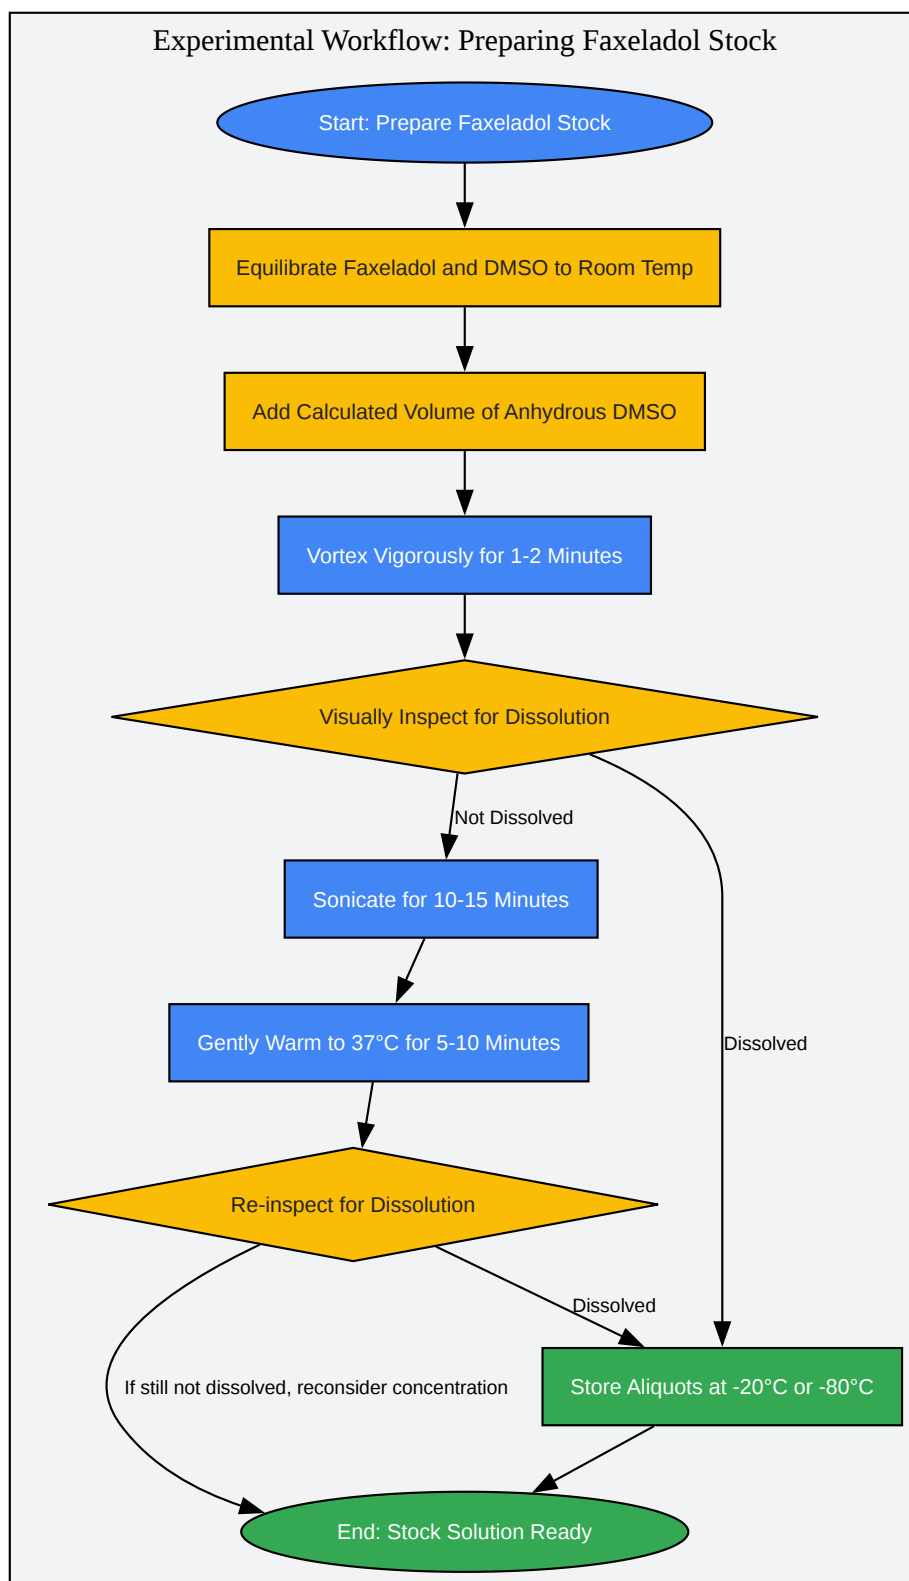 Experimental Workflow: Preparing Faxeladol Stock
Start: Prepare Faxeladol Stock
Equilibrate Faxeladol and DMSO to Room Temp
Add Calculated Volume of Anhydrous DMSO
Vortex Vigorously for 1-2 Minutes
Visually Inspect for Dissolution
Not Dissolved
Sonicate for 10-15 Minutes
Gently Warm to 37°C for 5-10 Minutes
Dissolved
Re-inspect for Dissolution
Dissolved
If still not dissolved, reconsider concentration
Store Aliquots at -20°C or -80°C
End: Stock Solution Ready